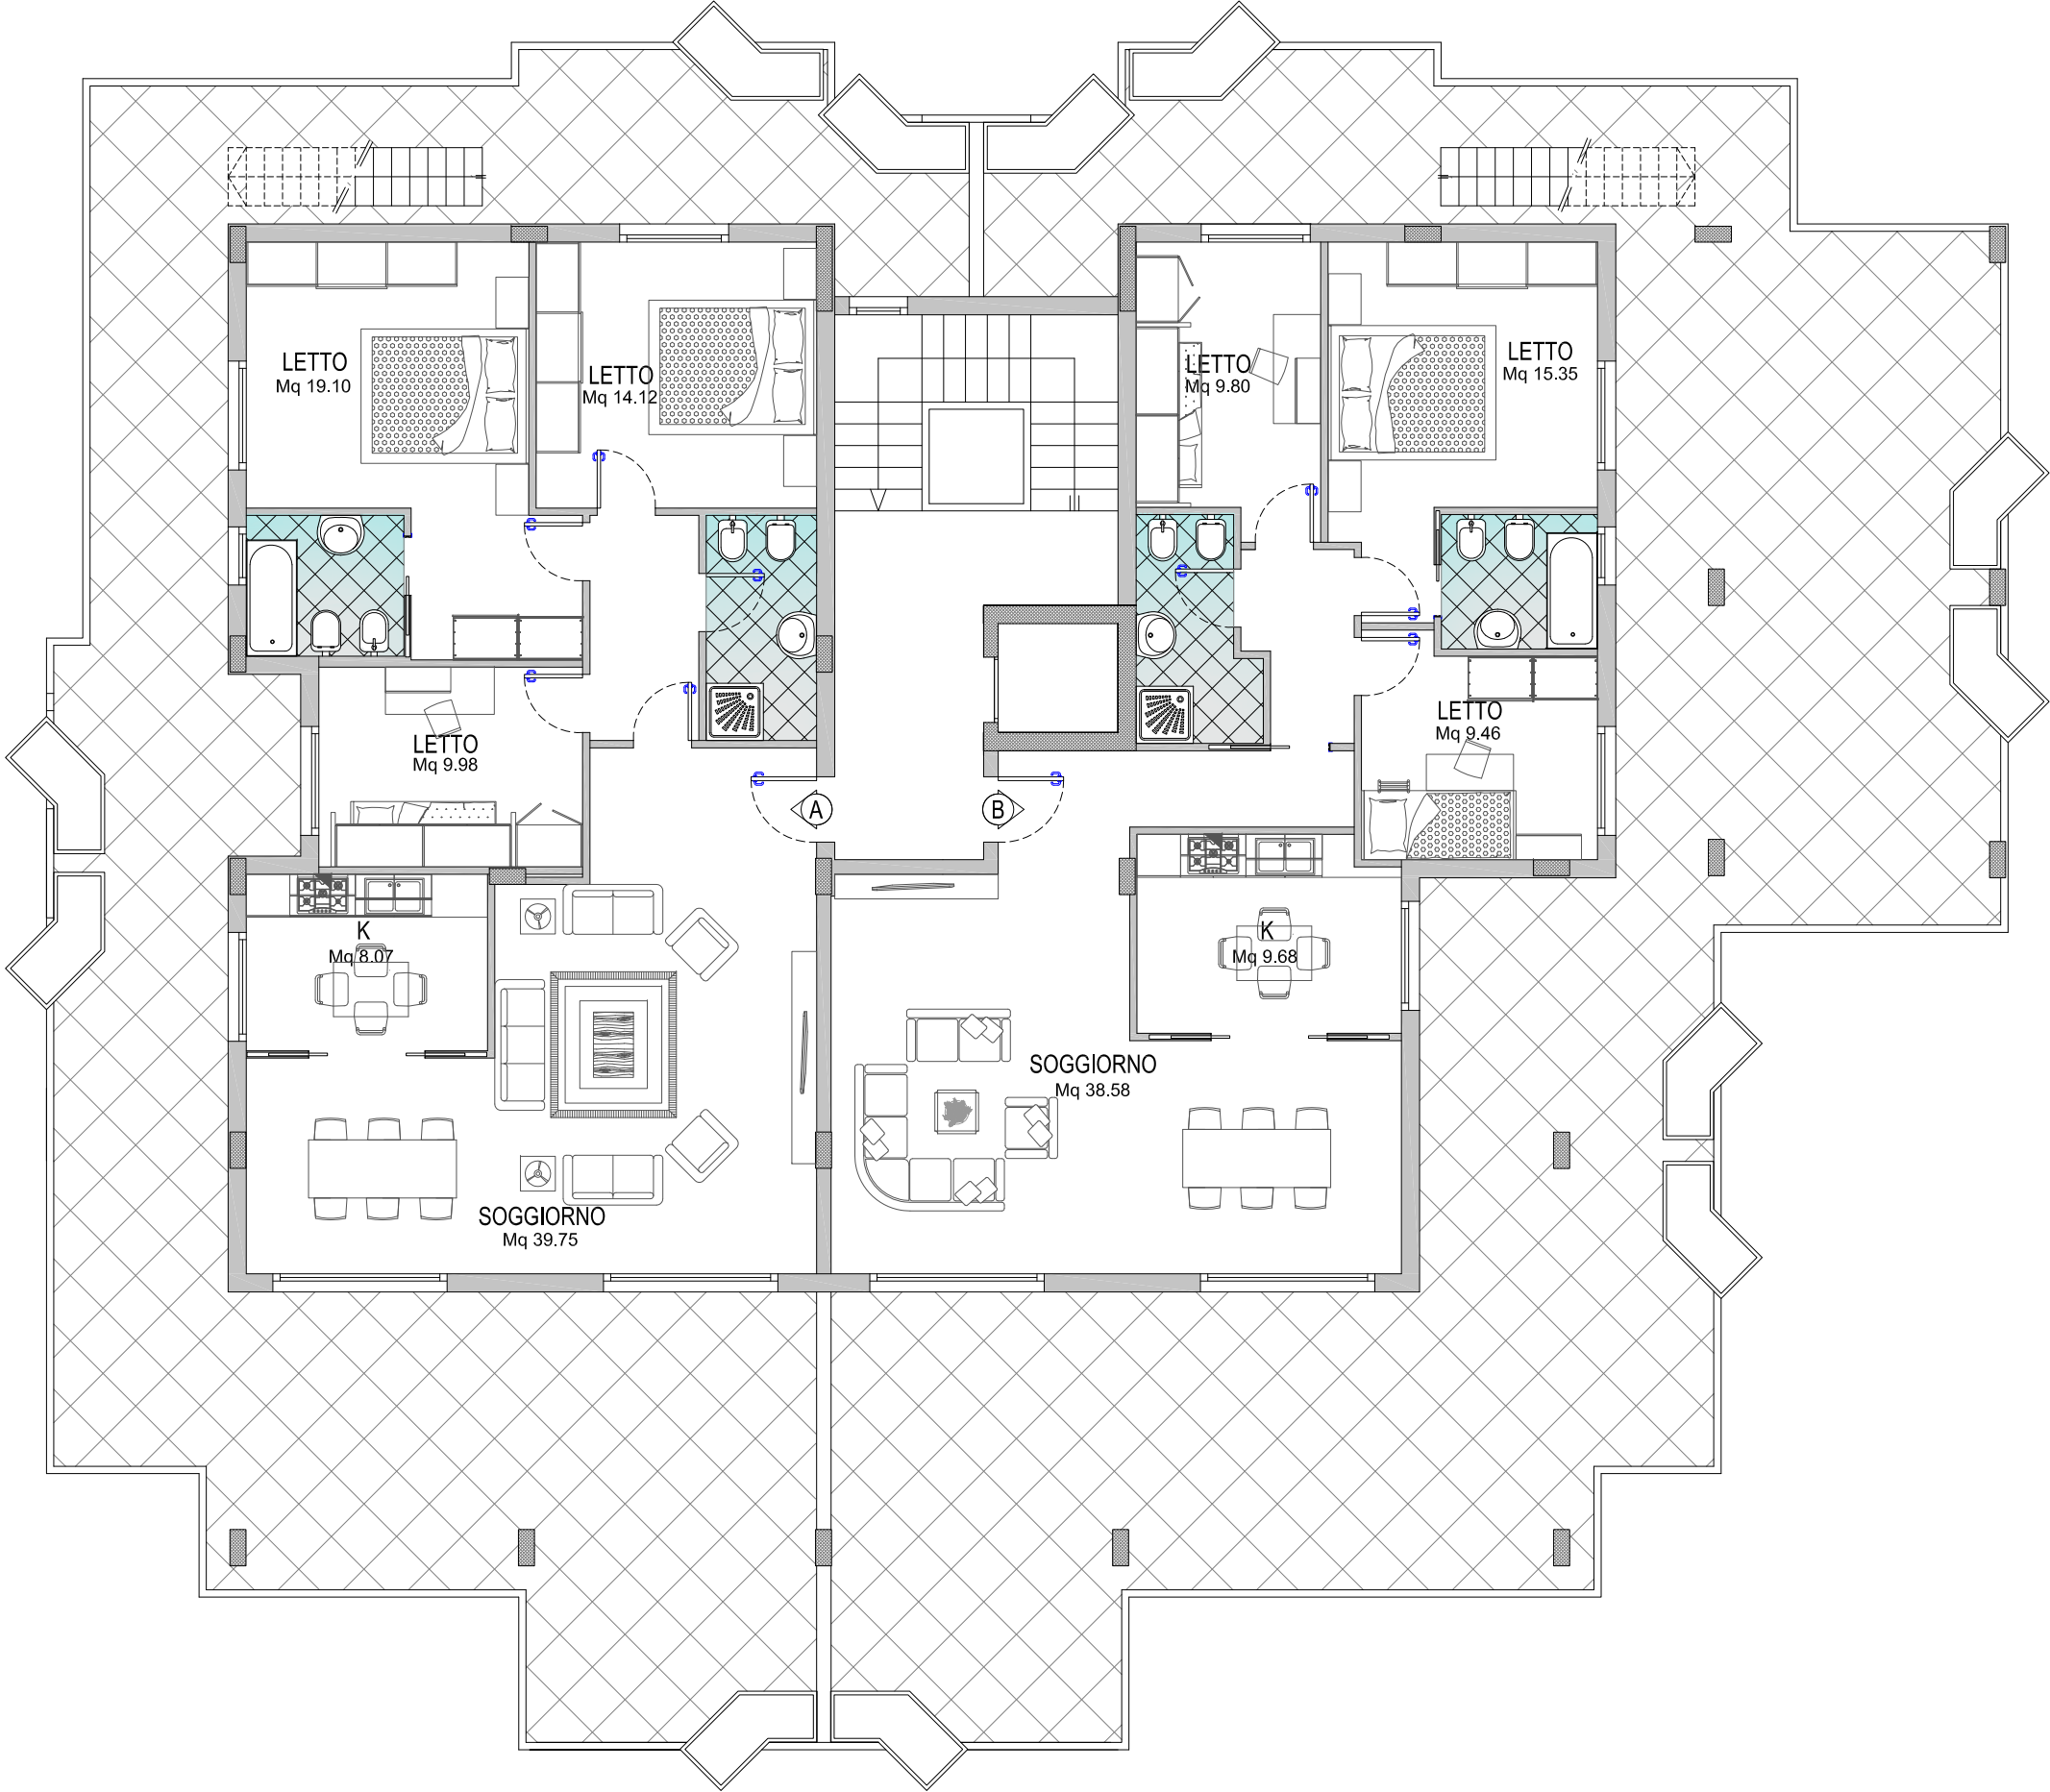 LETTO
Mq 19.10
LETTO
Mq 14.12
LETTO
Mq 9.80
LETTO
Mq 15.35
LETTO
Mq 9.98
LETTO
Mq 9.46
A
B
K
Mq 8.07
K
Mq 9.68
SOGGIORNO
Mq 38.58
SOGGIORNO
Mq 39.75